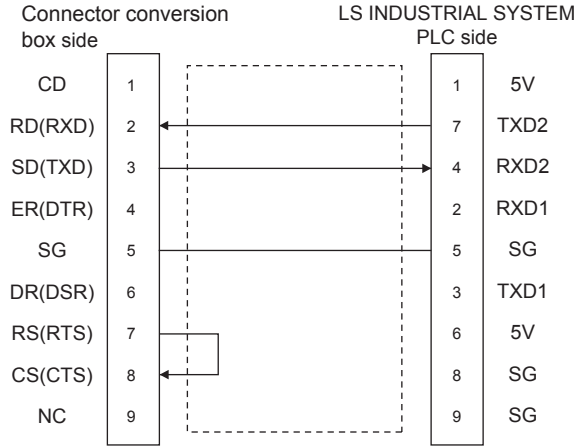 Connector conversion
box side
LS INDUSTRIAL SYSTEM
PLC side
CD 1 1 5V
RD(RXD) 2 7 TXD2
SD(TXD) 3 4 RXD2
ER(DTR) 4 2 RXD1
SG 5 5 SG
DR(DSR) 6 3 TXD1
RS(RTS) 7 6 5V
CS(CTS) 8 8 SG
NC 9 9 SG